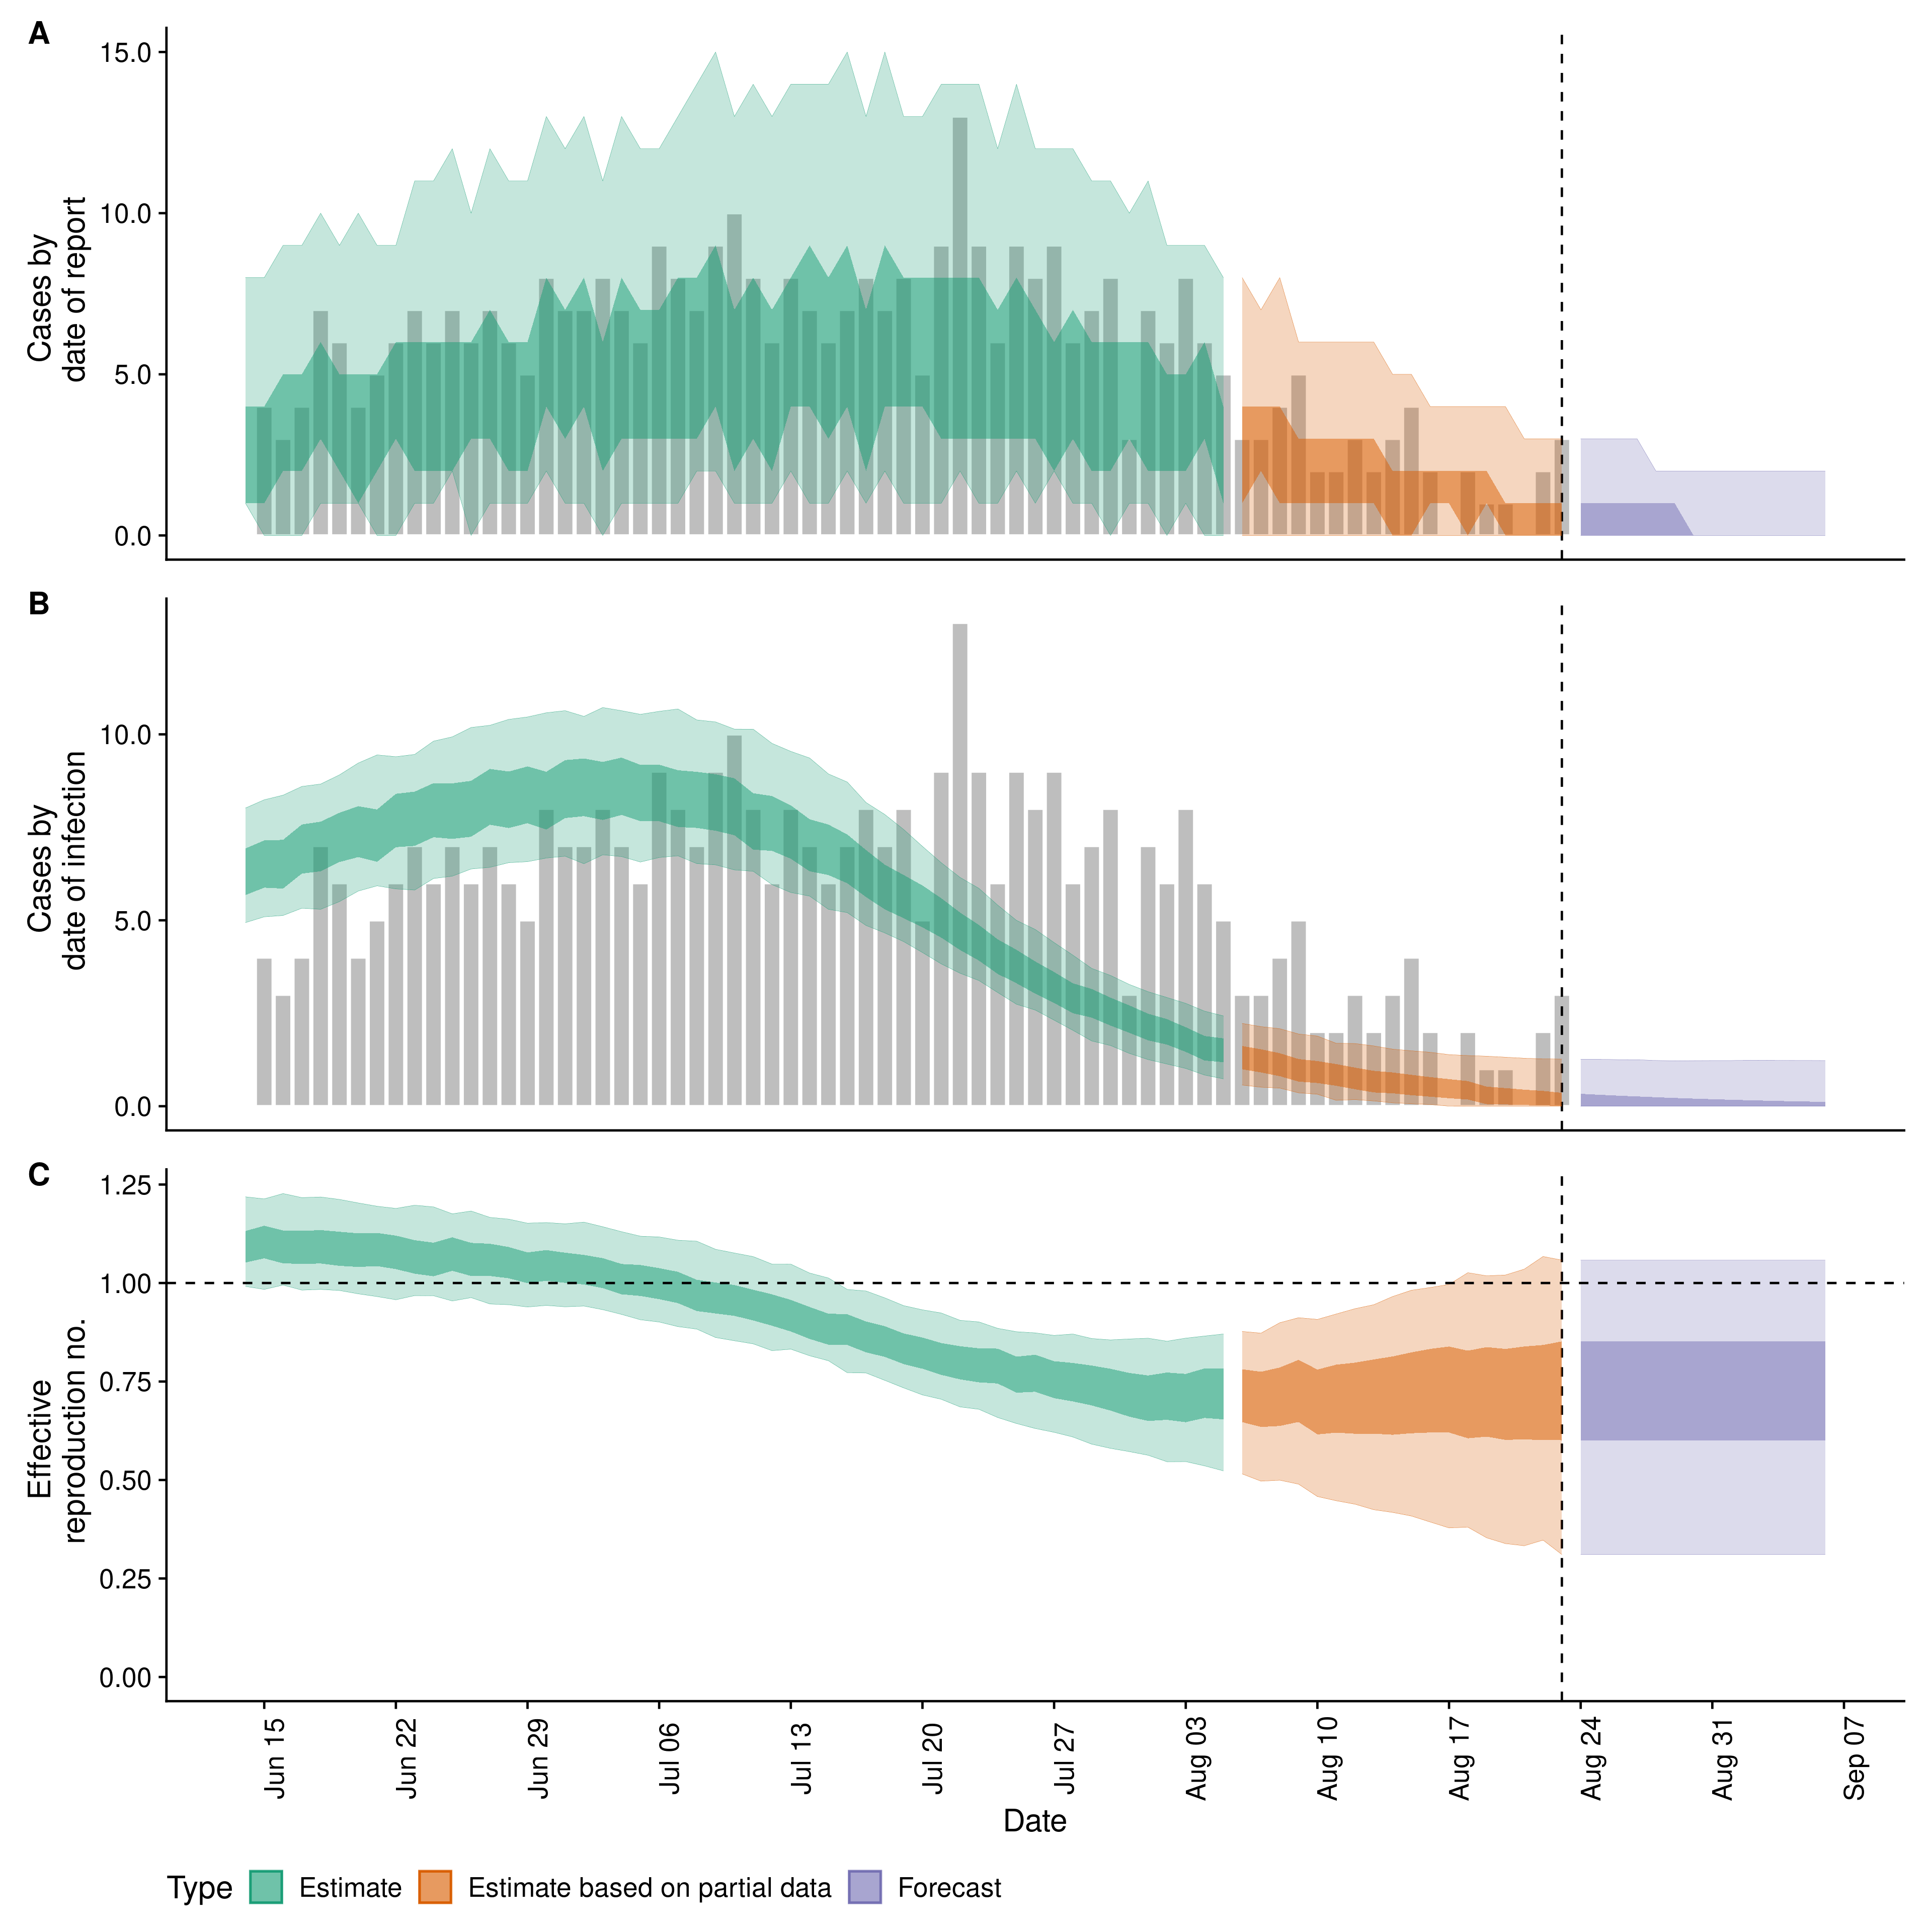 A
Cases by
date of report
15.0
10.0
5.0
0.0
B
Cases by
date of infection
10.0
5.0
0.0
C
Effective
reproduction no.
1.25
1.00
0.75
0.50
0.25
0.00
Jun 15
Jun 22
Jun 29
Jul 06
Jul 13
Jul 20
Jul 27
Aug 03
Aug 10
Aug 17
Aug 24
Aug 31
Sep 07
Date
Type Estimate Estimate based on partial data Forecast